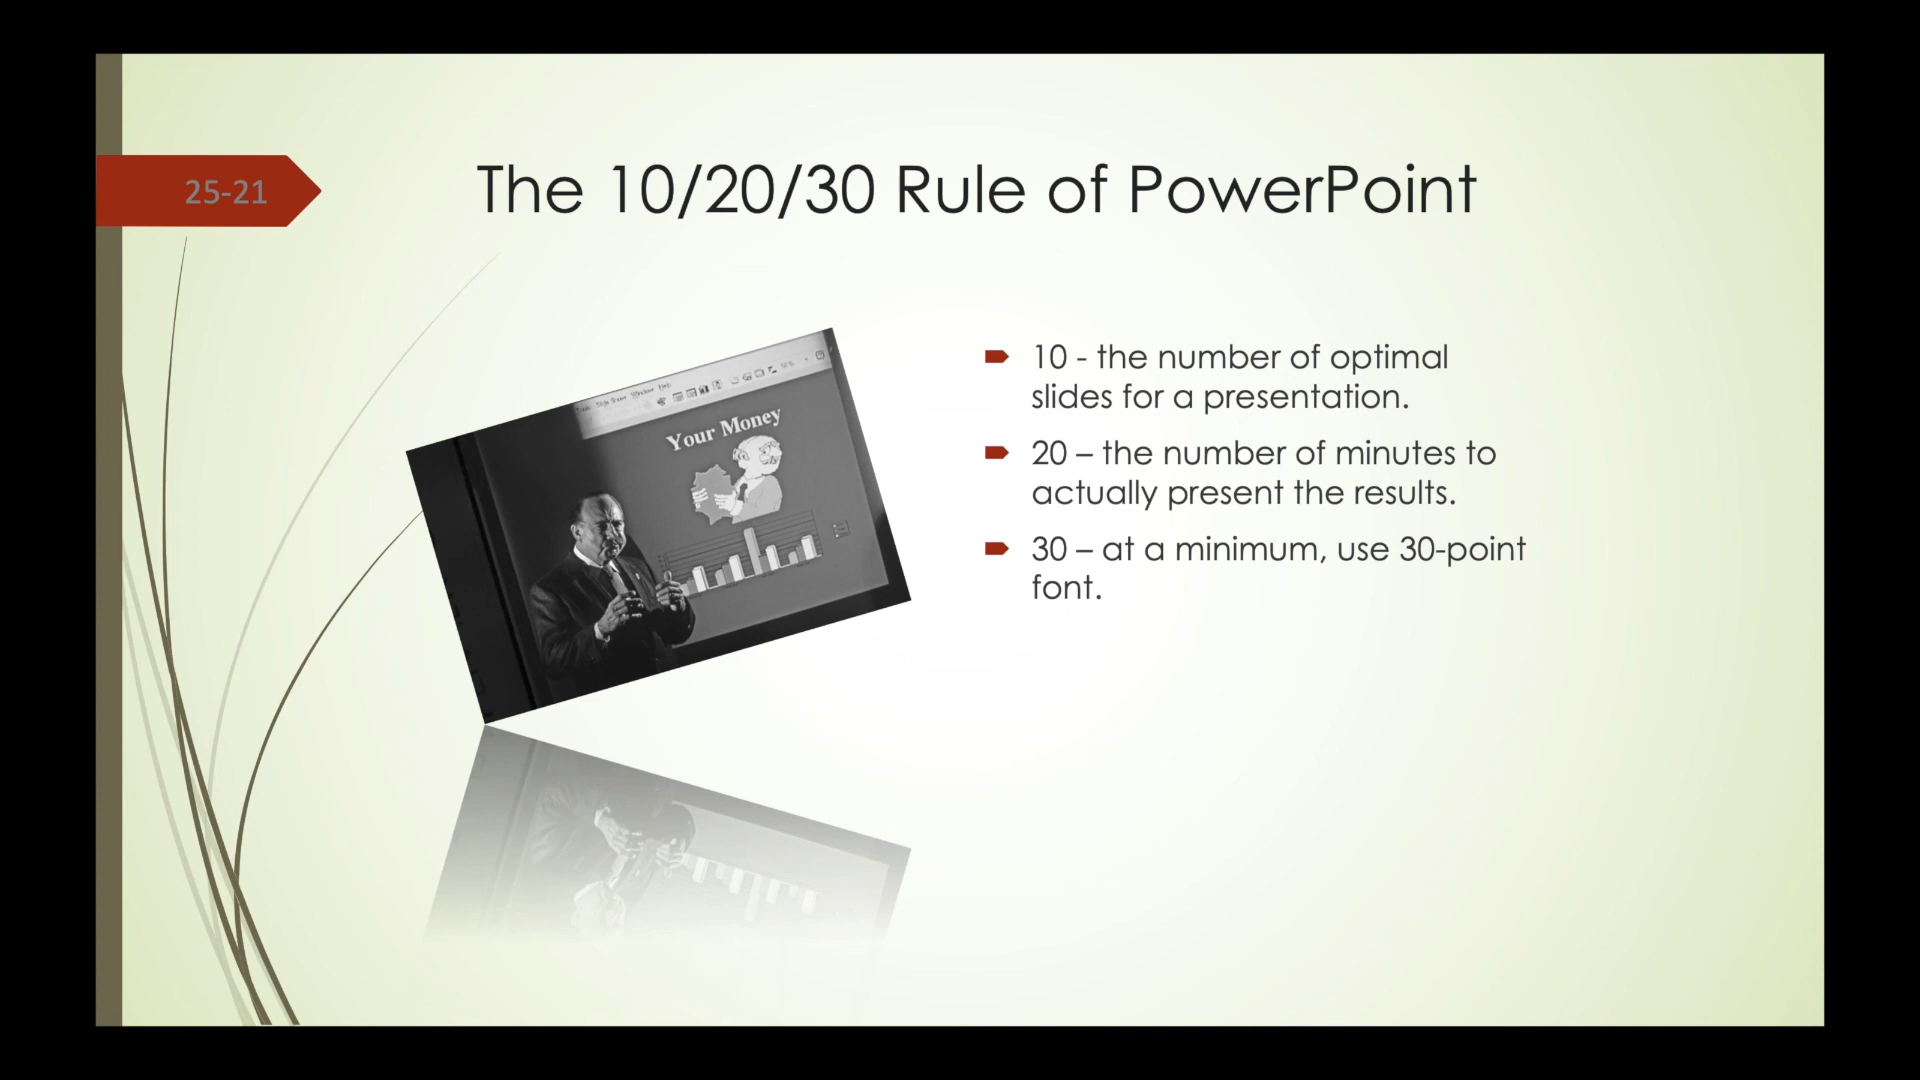 25-21
The 10/20/30 Rule of PowerPoint
Your Money
10 - the number of optimal
slides for a presentation.
20 – the number of minutes to
actually present the results.
30 – at a minimum, use 30-point
font.